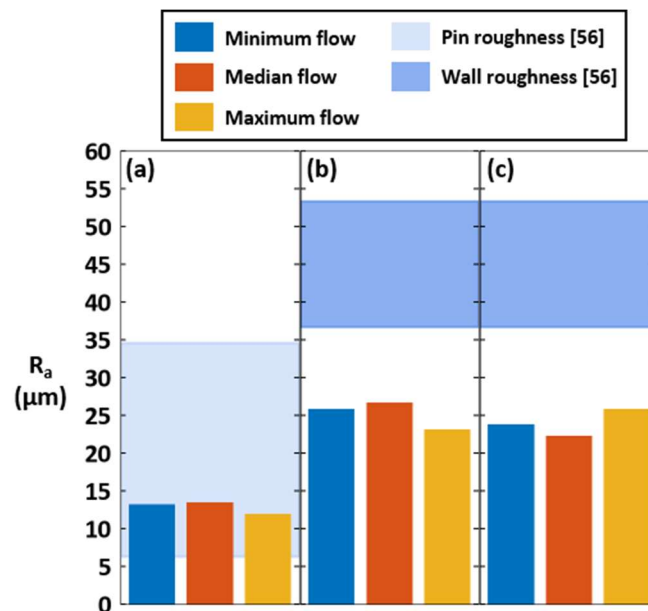 Minimum flow
Pin roughness [56]
Median flow
Wall roughness [56]
Maximum flow
60
(a)
(b)
(c)
55
50
45
40
35
30
25
20
15
10
5
0
Ra
(µm)